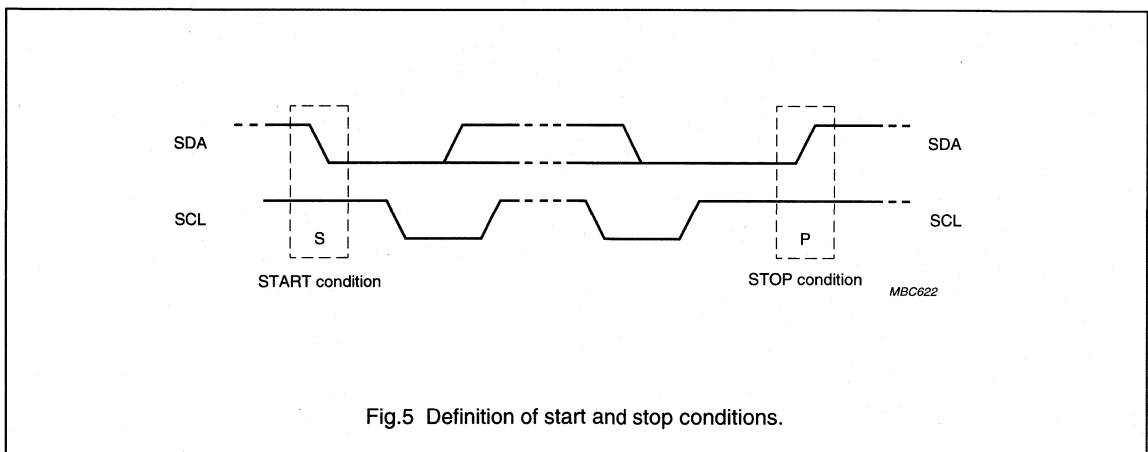 SDA SDA
SCL SCL
S P
START condition STOP condition
MBC622
Fig.5 Definition of start and stop conditions.